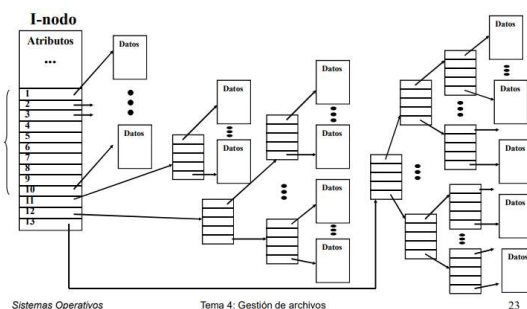 I-nodo
Atributos
...
1
2
3
4
5
6
7
8
9
10
11
12
13
Datos
Datos
Datos
Datos
Datos
Datos
Datos
Datos
Datos
Datos
Datos
Datos
Sistemas Operativos
Tema 4: Gestión de archivos
23